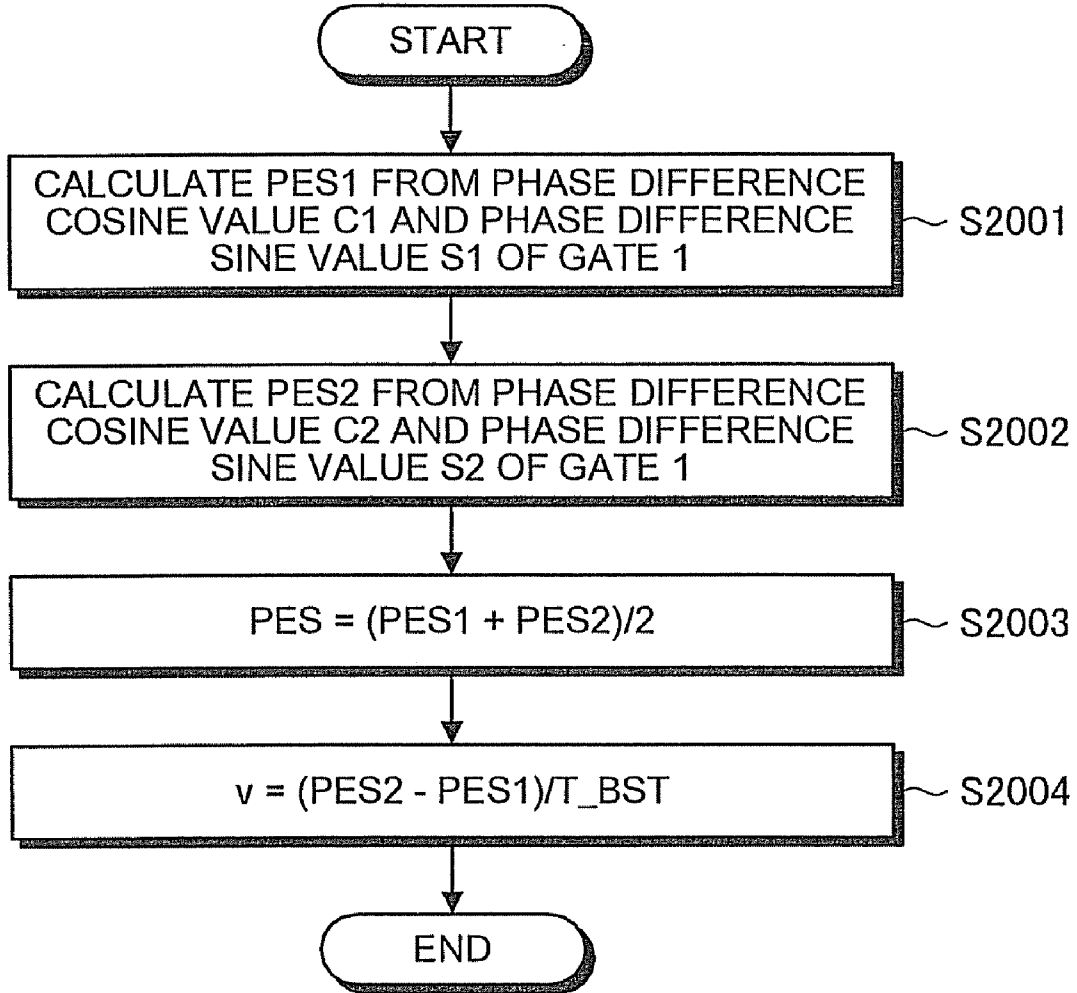 START
CALCULATE PES1 FROM PHASE DIFFERENCE
COSINE VALUE C1 AND PHASE DIFFERENCE
SINE VALUE S1 OF GATE 1
S2001
CALCULATE PES2 FROM PHASE DIFFERENCE
COSINE VALUE C2 AND PHASE DIFFERENCE
SINE VALUE S2 OF GATE 1
S2002
PES = (PES1 + PES2)/2
S2003
v = (PES2 - PES1)/T_BST
S2004
END